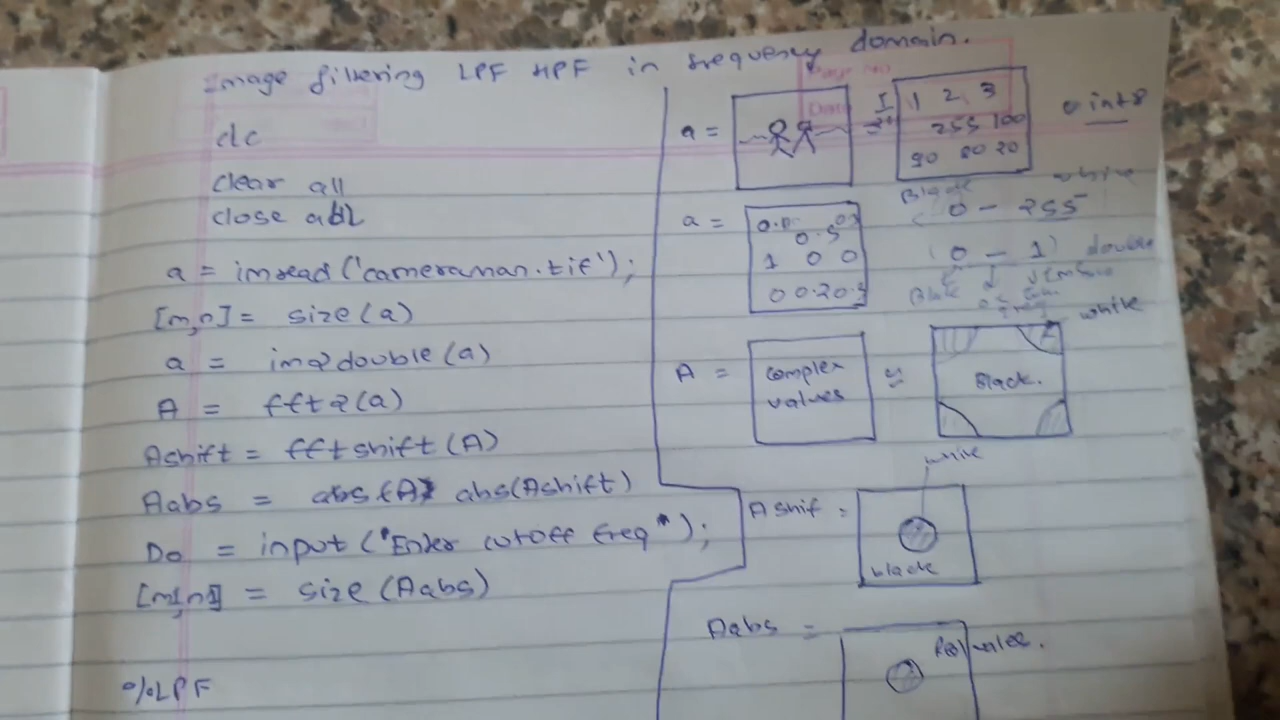 Image filtering LPF HPF in frequency domain.
clc
clear all
close all
a = imread('cameraman.tif');
[m,n] = size(a)
a = im2double(a)
A = fft2(a)
Ashift = fftshift(A)
Aabs = abs(Ashift)
Do = input("Enter cutoff freq");
[m1,n1] = size(Aabs)
%LPF
a =
1 2 3
255 100
90 80 20
uint8
Black white
0 - 255
a =
0.5
1 0 0
0 0.2 0.5
(0 - 1) double
Black
white
A =
complex
values
Black.
white
Ashif =
black
Aabs =
values.